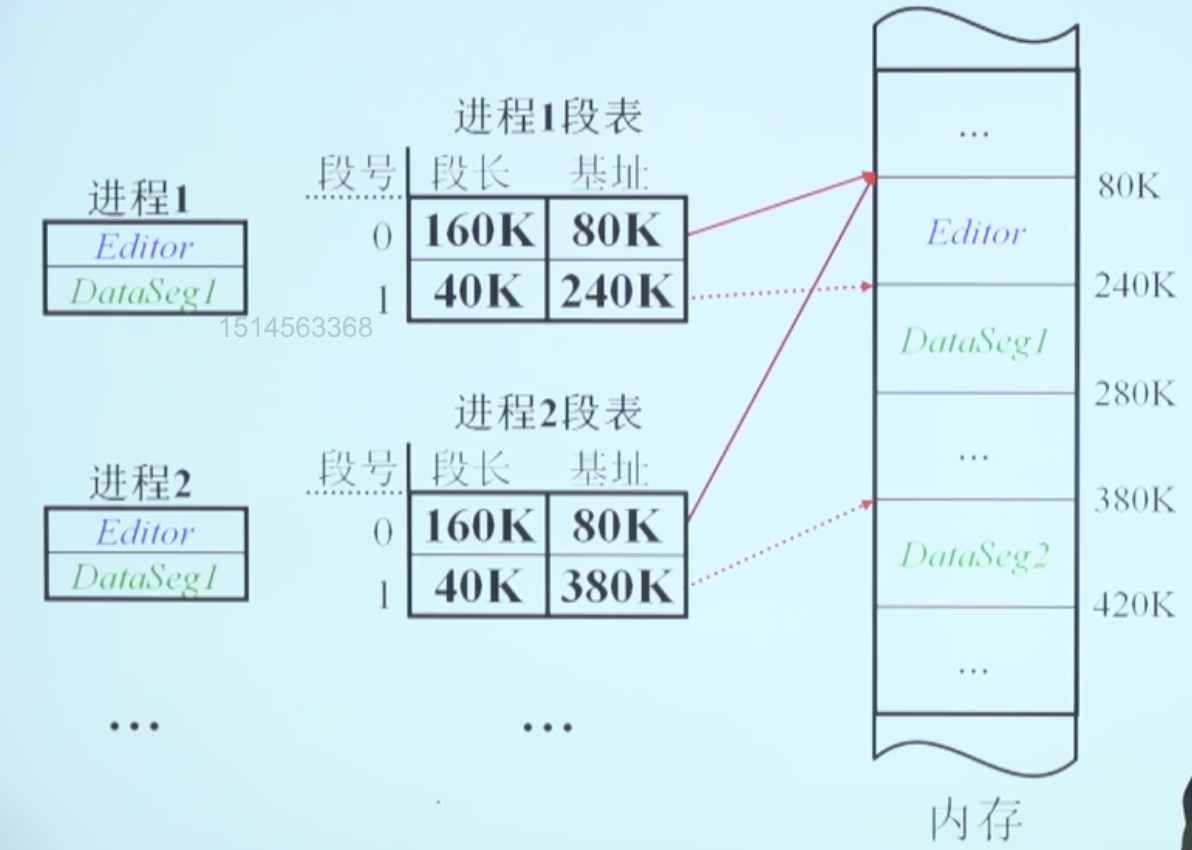 进程1
Editor
DataSeg1
1514563368
进程1段表
段号 段长 基址
0 160K 80K
1 40K 240K
进程2
Editor
DataSeg1
进程2段表
段号 段长 基址
0 160K 80K
1 40K 380K
...
...
...
80K
Editor
240K
DataSeg1
280K
...
380K
DataSeg2
420K
...
内存